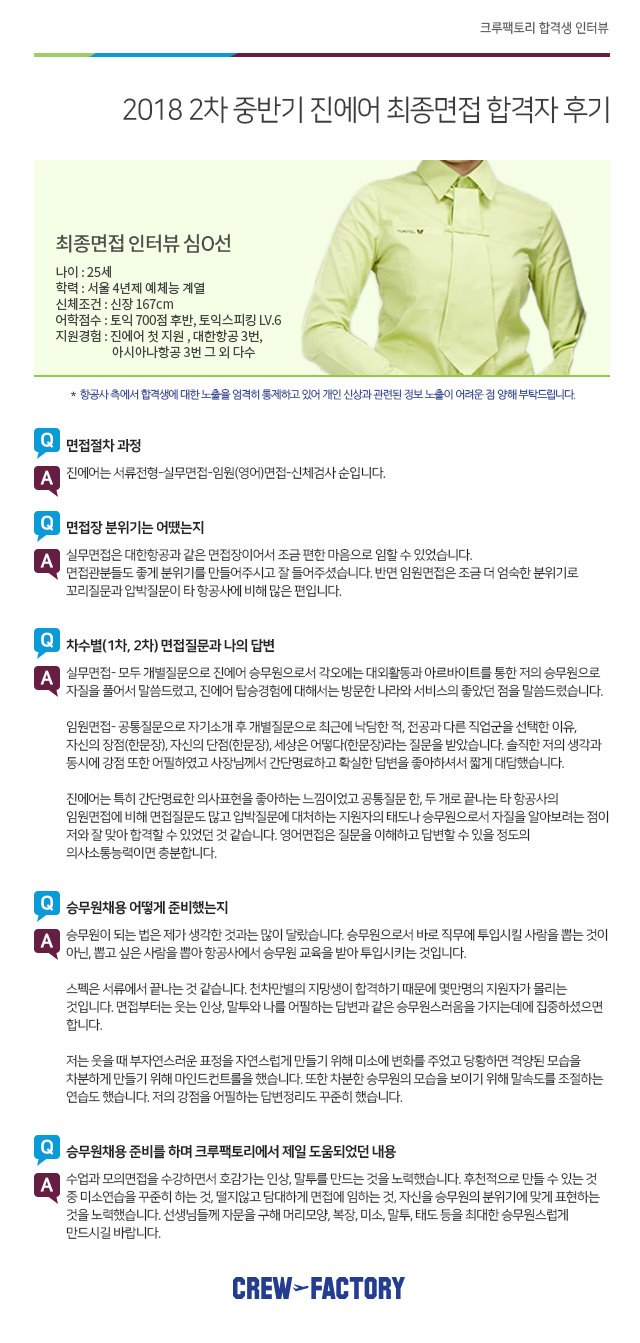 크루팩토리 합격생 인터뷰
2018 2차 중반기 진에어 최종면접 합격자 후기
최종면접 인터뷰 심O선
나이 : 25세
학력 : 서울 4년제 예체능 계열
신체조건 : 신장 167cm
어학점수 : 토익 700점 후반, 토익스피킹 LV.6
지원경험 : 진에어 첫 지원 , 대한항공 3번,
아시아나항공 3번 그 외 다수
* 항공사 측에서 합격생에 대한 노출을 엄격히 통제하고 있어 개인 신상과 관련된 정보 노출이 어려운 점 양해 부탁드립니다.
Q 면접절차 과정
A 진에어는 서류전형-실무면접-임원(영어)면접-신체검사 순입니다.
Q 면접장 분위기는 어땠는지
A 실무면접은 대한항공과 같은 면접장이어서 조금 편한 마음으로 임할 수 있었습니다.
면접관분들도 좋게 분위기를 만들어주시고 잘 들어주셨습니다. 반면 임원면접은 조금 더 엄숙한 분위기로
꼬리질문과 압박질문이 타 항공사에 비해 많은 편입니다.
Q 차수별(1차, 2차) 면접질문과 나의 답변
A 실무면접- 모두 개별질문으로 진에어 승무원으로서 각오에는 대외활동과 아르바이트를 통한 저의 승무원으로
자질을 풀어서 말씀드렸고, 진에어 탑승경험에 대해서는 방문한 나라와 서비스의 좋았던 점을 말씀드렸습니다.
임원면접- 공통질문으로 자기소개 후 개별질문으로 최근에 낙담한 적, 전공과 다른 직업군을 선택한 이유,
자신의 장점(한문장), 자신의 단점(한문장), 세상은 어떻다(한문장)라는 질문을 받았습니다. 솔직한 저의 생각과
동시에 강점 또한 어필하였고 사장님께서 간단명료하고 확실한 답변을 좋아하셔서 짧게 대답했습니다.
진에어는 특히 간단명료한 의사표현을 좋아하는 느낌이었고 공통질문 한, 두 개로 끝나는 타 항공사의
임원면접에 비해 면접질문도 많고 압박질문에 대처하는 지원자의 태도나 승무원으로서 자질을 알아보려는 점이
저와 잘 맞아 합격할 수 있었던 것 같습니다. 영어면접은 질문을 이해하고 답변할 수 있을 정도의
의사소통능력이면 충분합니다.
Q 승무원채용 어떻게 준비했는지
A 승무원이 되는 법은 제가 생각한 것과는 많이 달랐습니다. 승무원으로서 바로 직무에 투입시킬 사람을 뽑는 것이
아닌, 뽑고 싶은 사람을 뽑아 항공사에서 승무원 교육을 받아 투입시키는 것입니다.
스펙은 서류에서 끝나는 것 같습니다. 천차만별의 지망생이 합격하기 때문에 몇만명의 지원자가 몰리는
것입니다. 면접부터는 웃는 인상, 말투와 나를 어필하는 답변과 같은 승무원스러움을 가지는데에 집중하셨으면
합니다.
저는 웃을 때 부자연스러운 표정을 자연스럽게 만들기 위해 미소에 변화를 주었고 당황하면 격양된 모습을
차분하게 만들기 위해 마인드컨트롤을 했습니다. 또한 차분한 승무원의 모습을 보이기 위해 말속도를 조절하는
연습도 했습니다. 저의 강점을 어필하는 답변정리도 꾸준히 했습니다.
Q 승무원채용 준비를 하며 크루팩토리에서 제일 도움되었던 내용
A 수업과 모의면접을 수강하면서 호감가는 인상, 말투를 만드는 것을 노력했습니다. 후천적으로 만들 수 있는 것
중 미소연습을 꾸준히 하는 것, 떨지않고 담대하게 면접에 임하는 것, 자신을 승무원의 분위기에 맞게 표현하는
것을 노력했습니다. 선생님들께 자문을 구해 머리모양, 복장, 미소, 말투, 태도 등을 최대한 승무원스럽게
만드시길 바랍니다.
CREW FACTORY